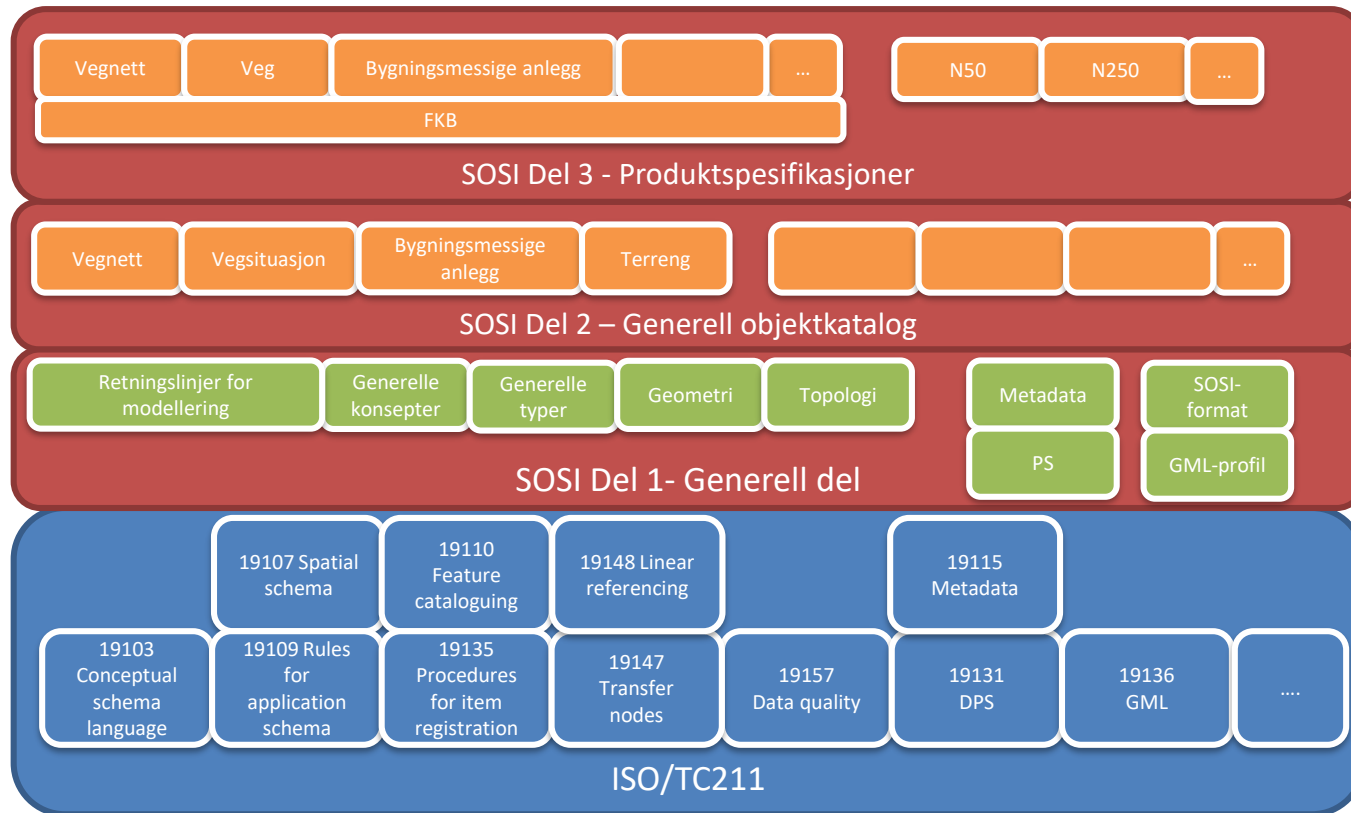 Vegnett
Veg
Bygningsmessige anlegg
...
N50
N250
...
FKB
SOSI Del 3 - Produktspesifikasjoner
Vegnett
Vegsituasjon
Bygningsmessige
anlegg
Terreng
...
SOSI Del 2 – Generell objektkatalog
Retningslinjer for
modellering
Generelle
konsepter
Generelle
typer
Geometri
Topologi
Metadata
SOSI-
format
PS
GML-profil
SOSI Del 1- Generell del
19107 Spatial
schema
19110
Feature
cataloguing
19148 Linear
referencing
19115
Metadata
19103
Conceptual
schema
language
19109 Rules
for
application
schema
19135
Procedures
for item
registration
19147
Transfer
nodes
19157
Data quality
19131
DPS
19136
GML
....
ISO/TC211